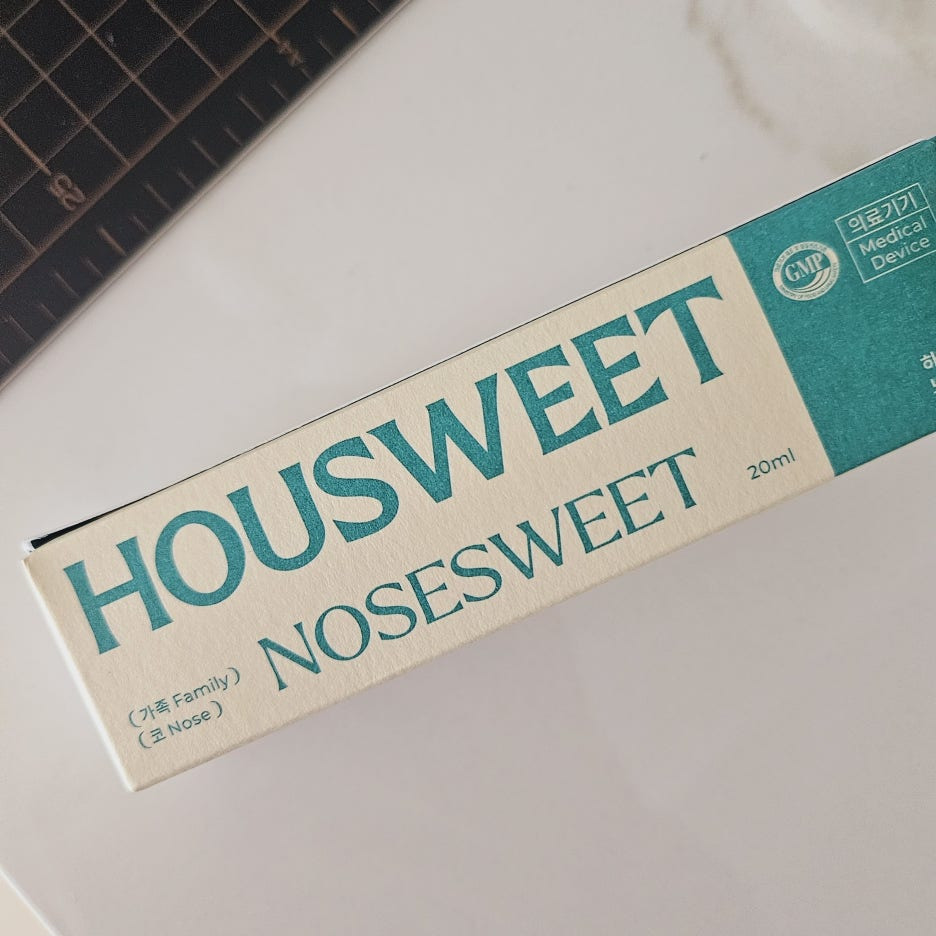 HOUSWEET
NOSESWEET
20ml
( 가족 Family )
( 코 Nose )
GMP
의료기기
Medical
Device